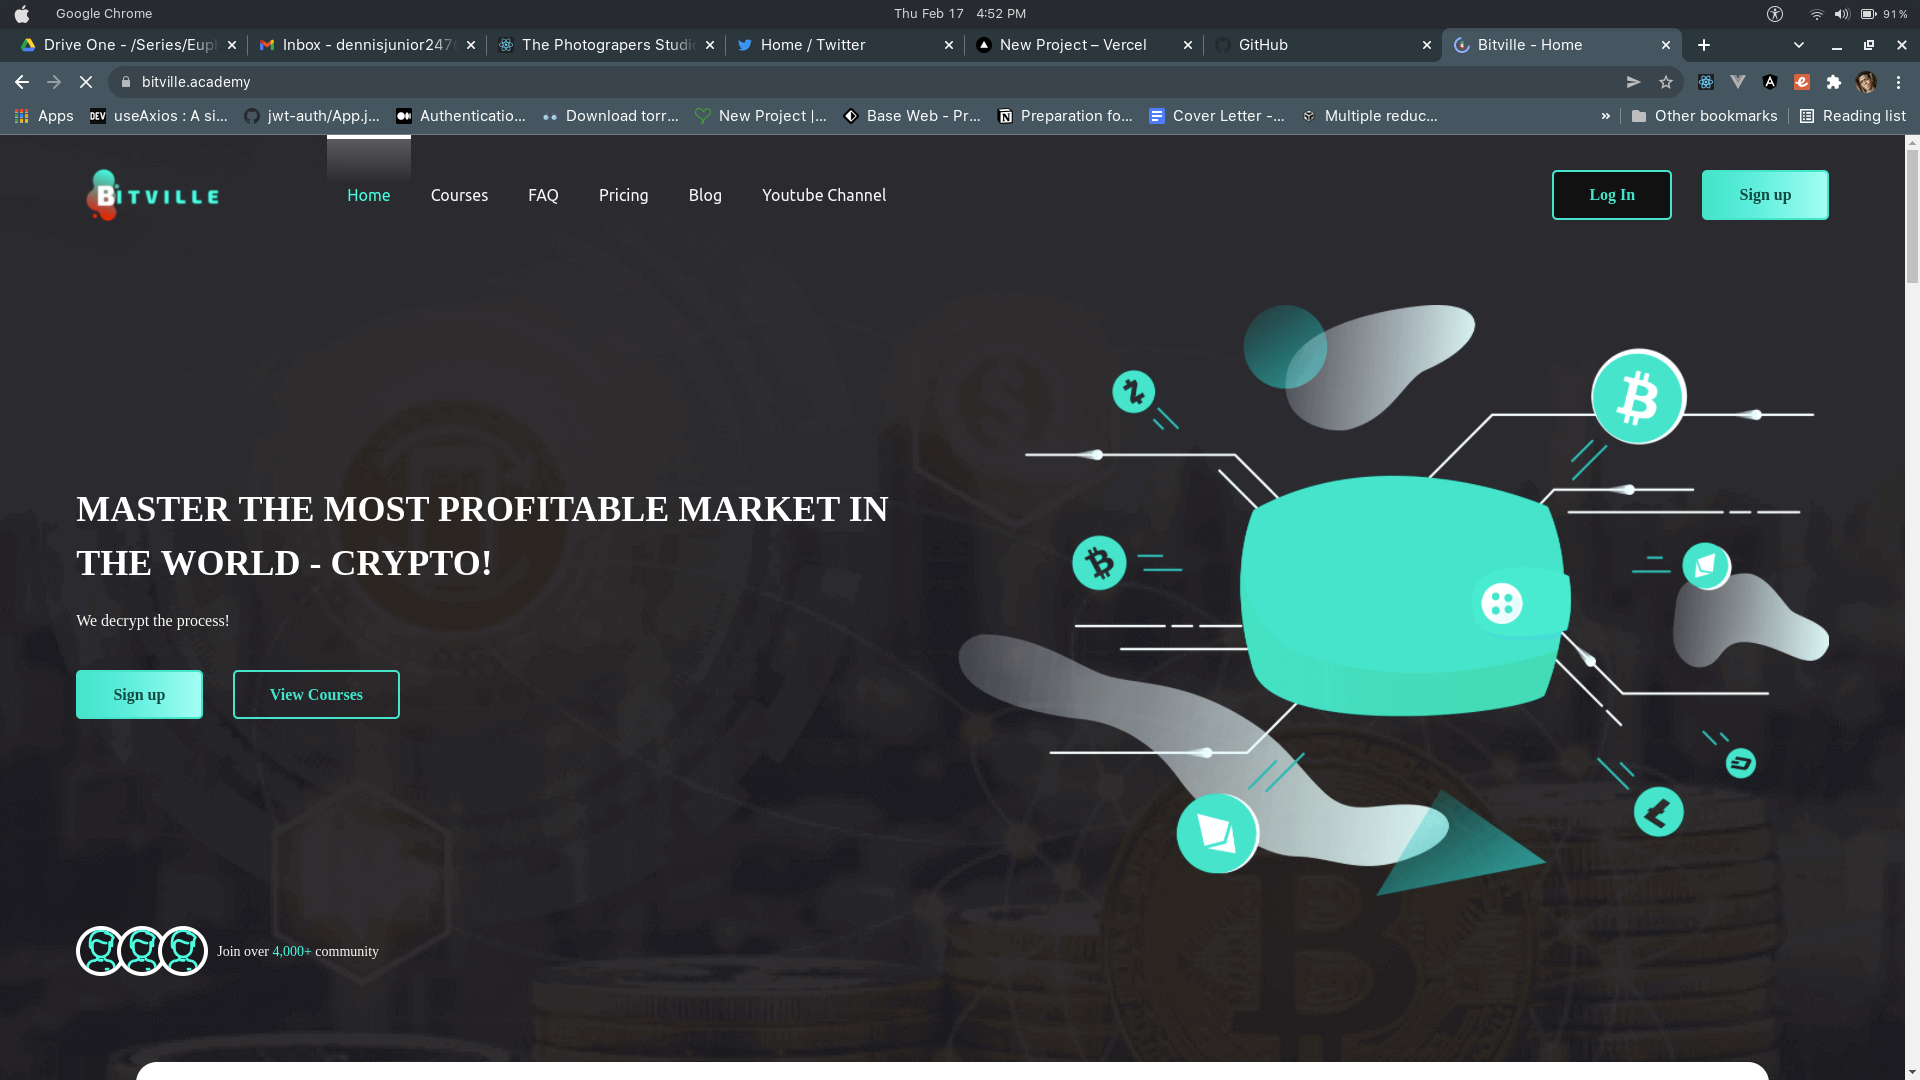 Google Chrome
Thu Feb 17 4:52 PM
91%
Drive One - /Series/Euph
Inbox - dennisjunior247
The Photograpers Studi
Home / Twitter
New Project – Vercel
GitHub
Bitville - Home
bitville.academy
Apps
DEV
useAxios : A si...
jwt-auth/App.j...
Authenticatio...
Download torr...
New Project |...
Base Web - Pr...
Preparation fo...
Cover Letter -...
Multiple reduc...
»
Other bookmarks
Reading list
BITVILLE
Home
Courses
FAQ
Pricing
Blog
Youtube Channel
Log In
Sign up
MASTER THE MOST PROFITABLE MARKET IN
THE WORLD - CRYPTO!
We decrypt the process!
Sign up
View Courses
Join over 4,000+ community